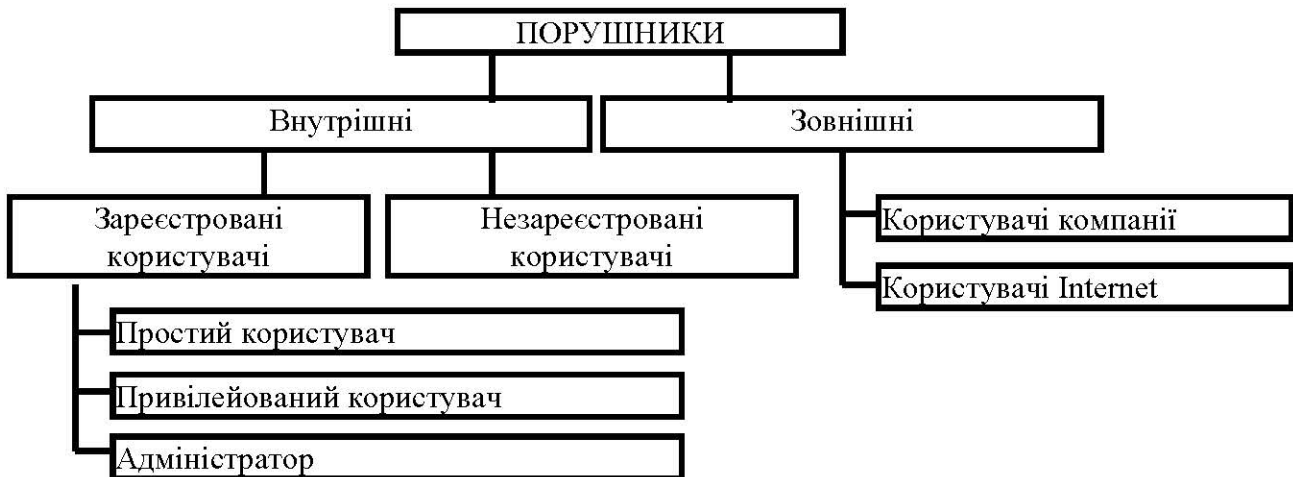 ПОРУШНИКИ
Внутрішні
Зовнішні
Зареєстровані
користувачі
Незареєстровані
користувачі
Користувачі компанії
Користувачі Internet
Простий користувач
Привілейований користувач
Адміністратор